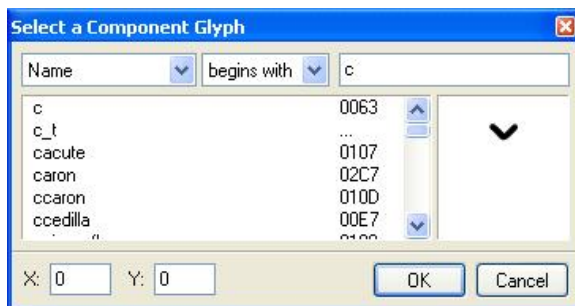 Select a Component Glyph
Name begins with c
c 0063
c_t ...
cacute 0107
caron 02C7
ccaron 010D
ccedilla 00E7
X: 0 Y: 0 OK Cancel